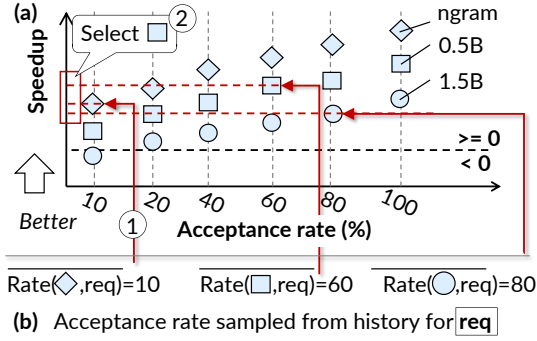 (a)
Speedup
Select
2
ngram
0.5B
1.5B
>= 0
< 0
10 20 40 60 80 100
Better
1
Acceptance rate (%)
Rate(◇,req)=10 Rate(□,req)=60 Rate(○,req)=80
(b) Acceptance rate sampled from history for req